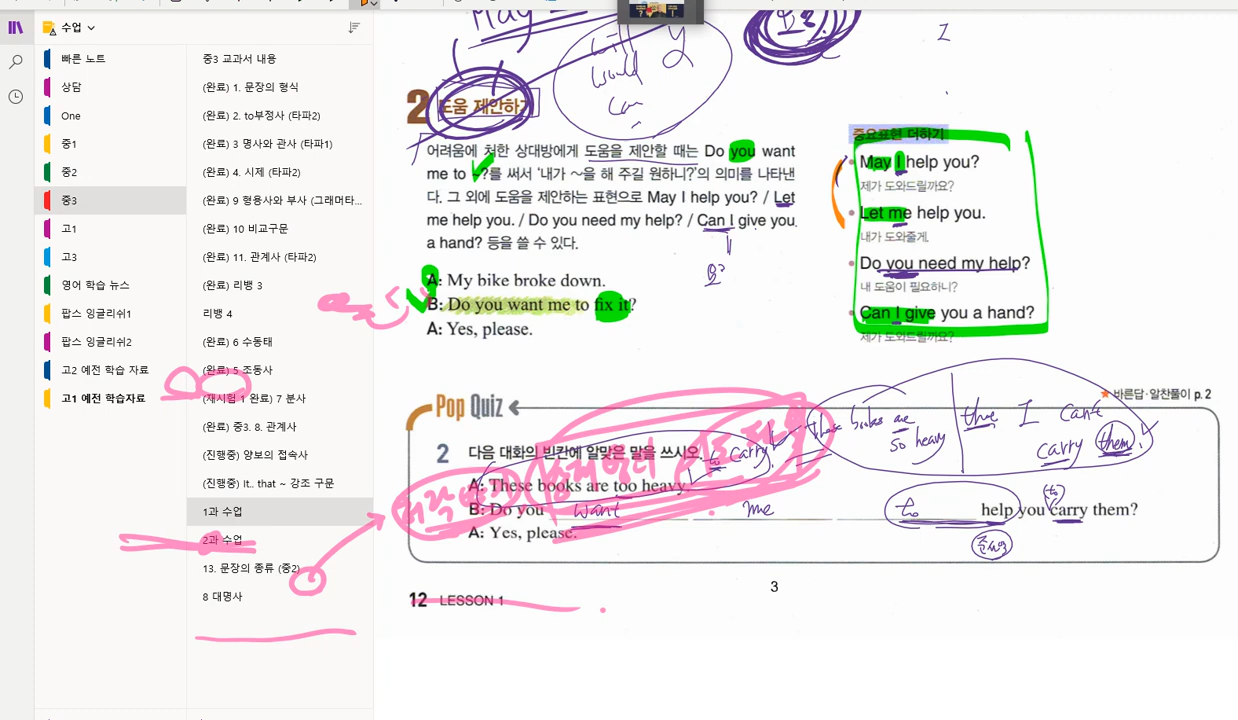 May
수업
빠른 노트
상담
One
중1
중2
중3
고1
고3
영어 학습 뉴스
팝스 잉글리쉬1
팝스 잉글리쉬2
고2 예전 학습 자료
고1 예전 학습자료
중3 교과서 내용
(완료) 1. 문장의 형식
(완료) 2. to부정사 (타파2)
(완료) 3 명사와 관사 (타파1)
(완료) 4. 시제 (타파2)
(완료) 9 형용사와 부사 (그래머타...
(완료) 10 비교구문
(완료) 11. 관계사 (타파2)
(완료) 리뱅 3
리뱅 4
(완료) 6 수동태
(완료) 5 조동사
(재시험 1 완료) 7 분사
(완료) 중3. 8. 관계사
(진행중) 양보의 접속사
(진행중) It. that ~ 강조 구문
1과 수업
2과 수업
13. 문장의 종류 (중2)
8 대명사
Will
would
Can
y
I
2 도움 제안하기
어려움에 처한 상대방에게 도움을 제안할 때는 Do you want
me to ~?를 써서 '내가 ~을 해 주길 원하니?'의 의미를 나타낸
다. 그 외에 도움을 제안하는 표현으로 May I help you? / Let
me help you. / Do you need my help? / Can I give you
a hand? 등을 쓸 수 있다.
A: My bike broke down.
B: Do you want me to fix it?
A: Yes, please.
중요표현 더하기
May I help you?
제가 도와드릴까요?
Let me help you.
내가 도와줄게.
Do you need my help?
내 도움이 필요하니?
Can I give you a hand?
제가 도와드릴까요?
Pop Quiz
바른답·알찬풀이 p.2
2 다음 대화의 빈칸에 알맞은 말을 쓰시오.
to carry
these books are
so heavy
that I can't
carry them.
A: These books are too heavy.
B: Do you want me to help you (to) carry them?
A: Yes, please.
준사역
3
12 LESSON 1